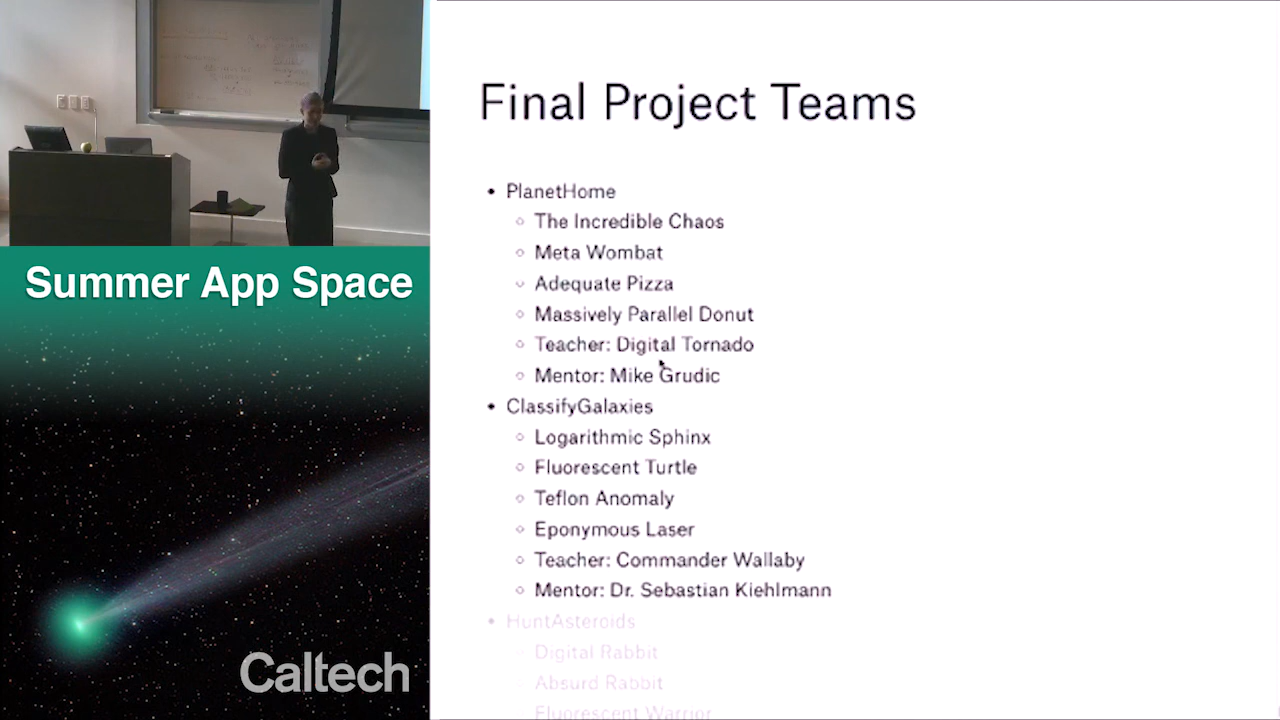 Summer App Space
Caltech
Final Project Teams
PlanetHome
The Incredible Chaos
Meta Wombat
Adequate Pizza
Massively Parallel Donut
Teacher: Digital Tornado
Mentor: Mike Grudic
ClassifyGalaxies
Logarithmic Sphinx
Fluorescent Turtle
Teflon Anomaly
Eponymous Laser
Teacher: Commander Wallaby
Mentor: Dr. Sebastian Kiehlmann
HuntAsteroids
Digital Rabbit
Absurd Rabbit
Fluorescent Warrior